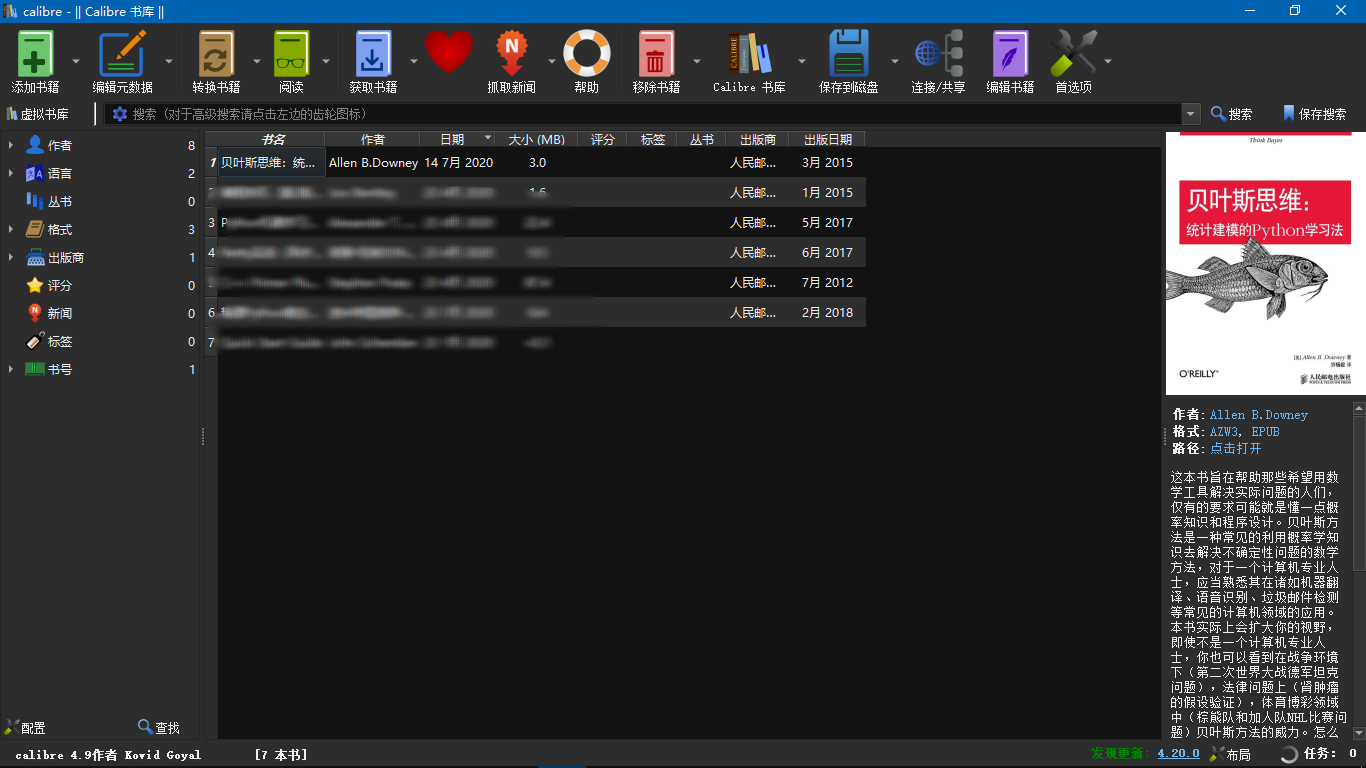 calibre - || Calibre 书库 ||
添加书籍 编辑元数据 转换书籍 阅读 获取书籍 抓取新闻 帮助 移除书籍 Calibre 书库 保存到磁盘 连接/共享 编辑书籍 首选项
虚拟书库 搜索（对于高级搜索请点击左边的齿轮图标） 搜索 保存搜索
作者 8
语言 2
丛书 0
格式 3
出版商 1
评分 0
新闻 0
标签 0
书号 1
书名 作者 日期 大小 (MB) 评分 标签 丛书 出版商 出版日期
1 贝叶斯思维：统... Allen B.Downey 14 7月 2020 3.0 人民邮... 3月 2015
2 1.6 人民邮... 1月 2015
3 人民邮... 5月 2017
4 人民邮... 6月 2017
5 人民邮... 7月 2012
6 人民邮... 2月 2018
7
Think Bayes
贝叶斯思维：
统计建模的Python学习法
[美] Allen B. Downey 著
许杨毅 译
O'REILLY®
人民邮电出版社
POSTS & TELECOM PRESS
作者: Allen B.Downey
格式: AZW3, EPUB
路径: 点击打开
这本书旨在帮助那些希望用数
学工具解决实际问题的人们，
仅有的要求可能就是懂一点概
率知识和程序设计。贝叶斯方
法是一种常见的利用概率学知
识去解决不确定性问题的数学
方法，对于一个计算机专业人
士，应当熟悉其在诸如机器翻
译、语音识别、垃圾邮件检测
等常见的计算机领域的应用。
本书实际上会扩大你的视野，
即使不是一个计算机专业人
士，你也可以看到在战争环境
下（第二次世界大战德军坦克
问题），法律问题上（肾肿瘤
的假设验证），体育博彩领域
中（棕熊队和加人队NHL比赛问
题）贝叶斯方法的威力。怎么
配置 查找
calibre 4.9作者 Kovid Goyal [7 本书] 发现更新: 4.20.0 布局 任务: 0